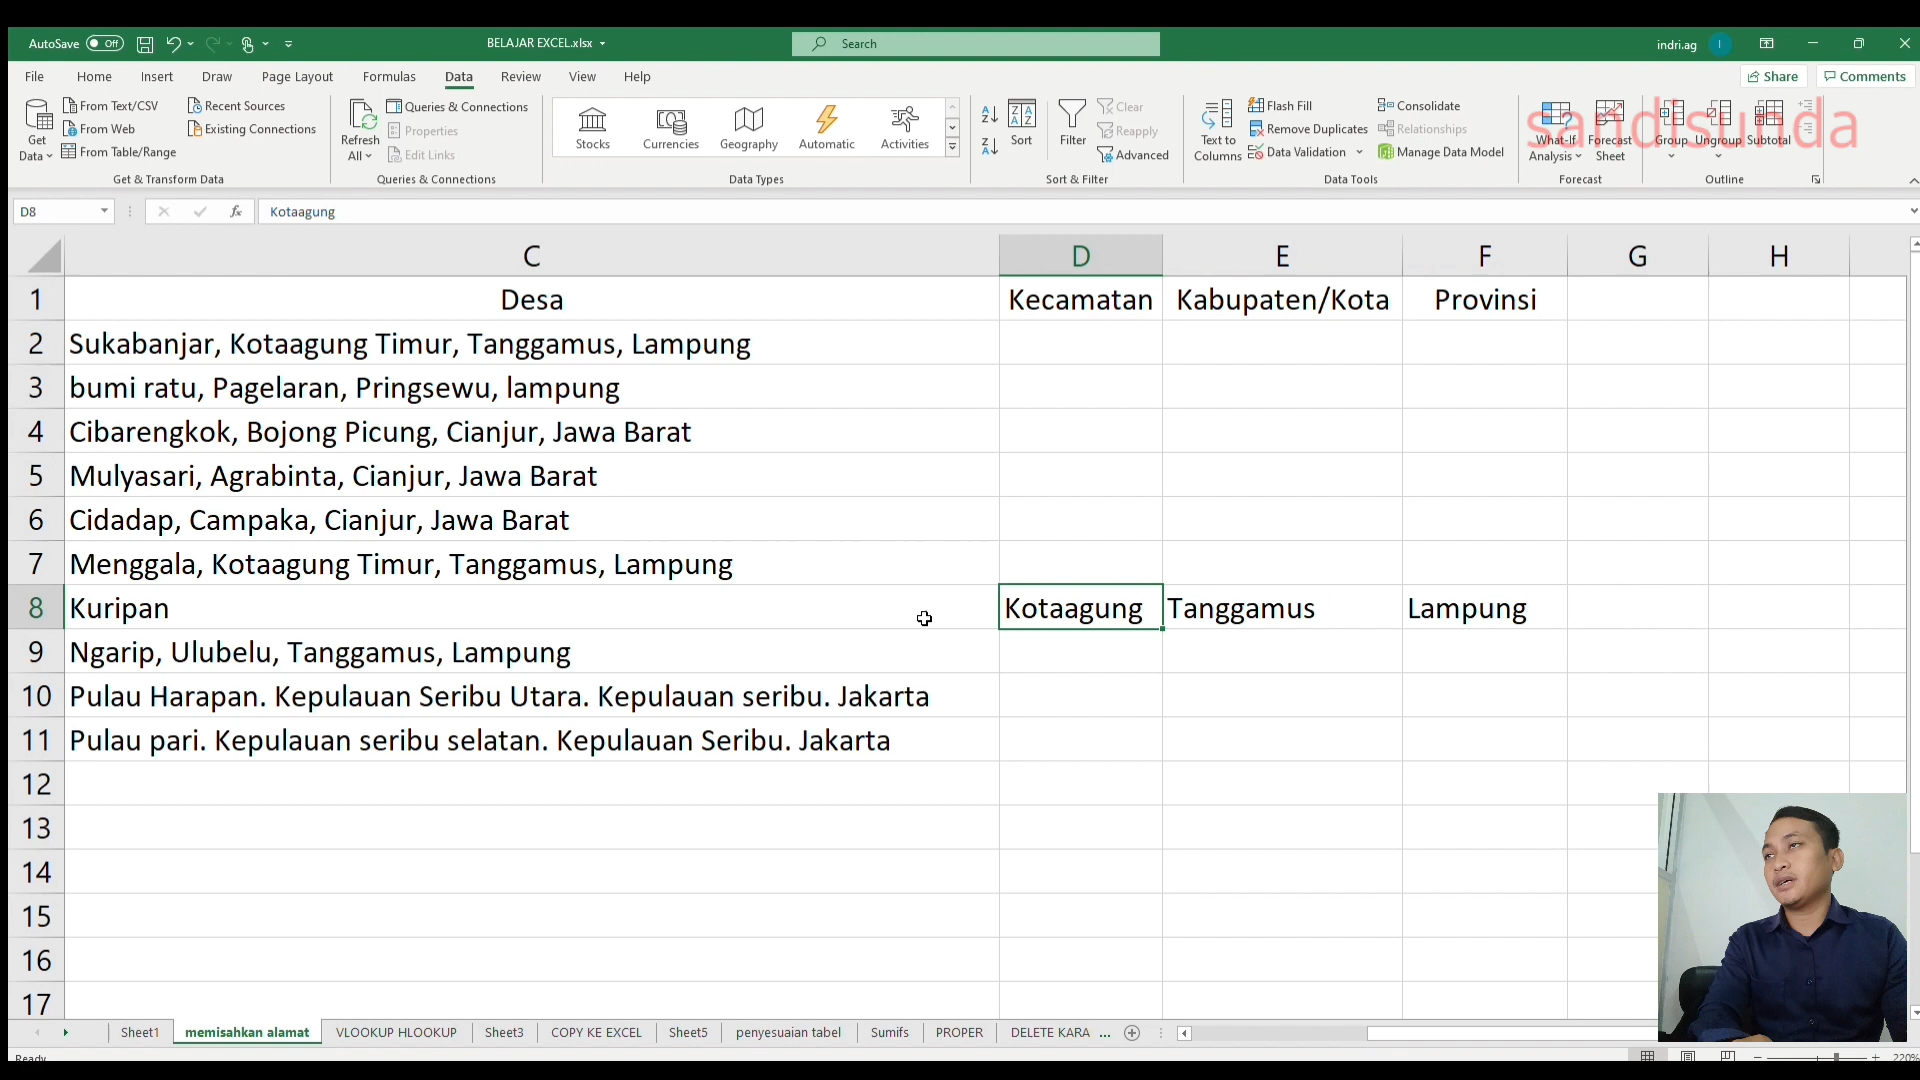 AutoSave Off BELAJAR EXCEL.xlsx Search indri.ag I
File Home Insert Draw Page Layout Formulas Data Review View Help Share Comments
Get Data
From Text/CSV
From Web
From Table/Range
Recent Sources
Existing Connections
Get & Transform Data
Refresh All
Queries & Connections
Properties
Edit Links
Queries & Connections
Stocks Currencies Geography Automatic Activities
Data Types
Sort
Filter
Clear
Reapply
Advanced
Sort & Filter
Text to Columns
Flash Fill
Remove Duplicates
Data Validation
Consolidate
Relationships
Manage Data Model
Data Tools
What-If Analysis
Forecast Sheet
Forecast
Group Ungroup Subtotal
Outline
sandisunda
D8 fx Kotaagung
C D E F G H
1 Desa Kecamatan Kabupaten/Kota Provinsi
2 Sukabanjar, Kotaagung Timur, Tanggamus, Lampung
3 bumi ratu, Pagelaran, Pringsewu, lampung
4 Cibarengkok, Bojong Picung, Cianjur, Jawa Barat
5 Mulyasari, Agrabinta, Cianjur, Jawa Barat
6 Cidadap, Campaka, Cianjur, Jawa Barat
7 Menggala, Kotaagung Timur, Tanggamus, Lampung
8 Kuripan Kotaagung Tanggamus Lampung
9 Ngarip, Ulubelu, Tanggamus, Lampung
10 Pulau Harapan. Kepulauan Seribu Utara. Kepulauan seribu. Jakarta
11 Pulau pari. Kepulauan seribu selatan. Kepulauan Seribu. Jakarta
12
13
14
15
16
17
Sheet1 memisahkan alamat VLOOKUP HLOOKUP Sheet3 COPY KE EXCEL Sheet5 penyesuaian tabel Sumifs PROPER DELETE KARA ...
Ready 220%